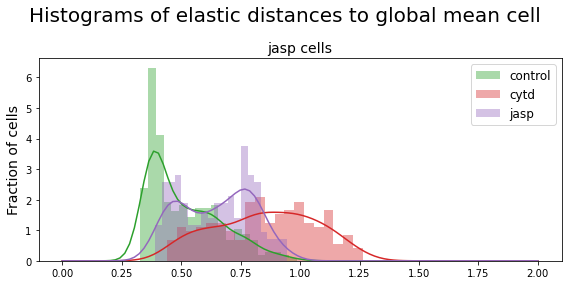 Histograms of elastic distances to global mean cell
jasp cells
Fraction of cells
6
5
4
3
2
1
0
0.00 0.25 0.50 0.75 1.00 1.25 1.50 1.75 2.00
control
cytd
jasp